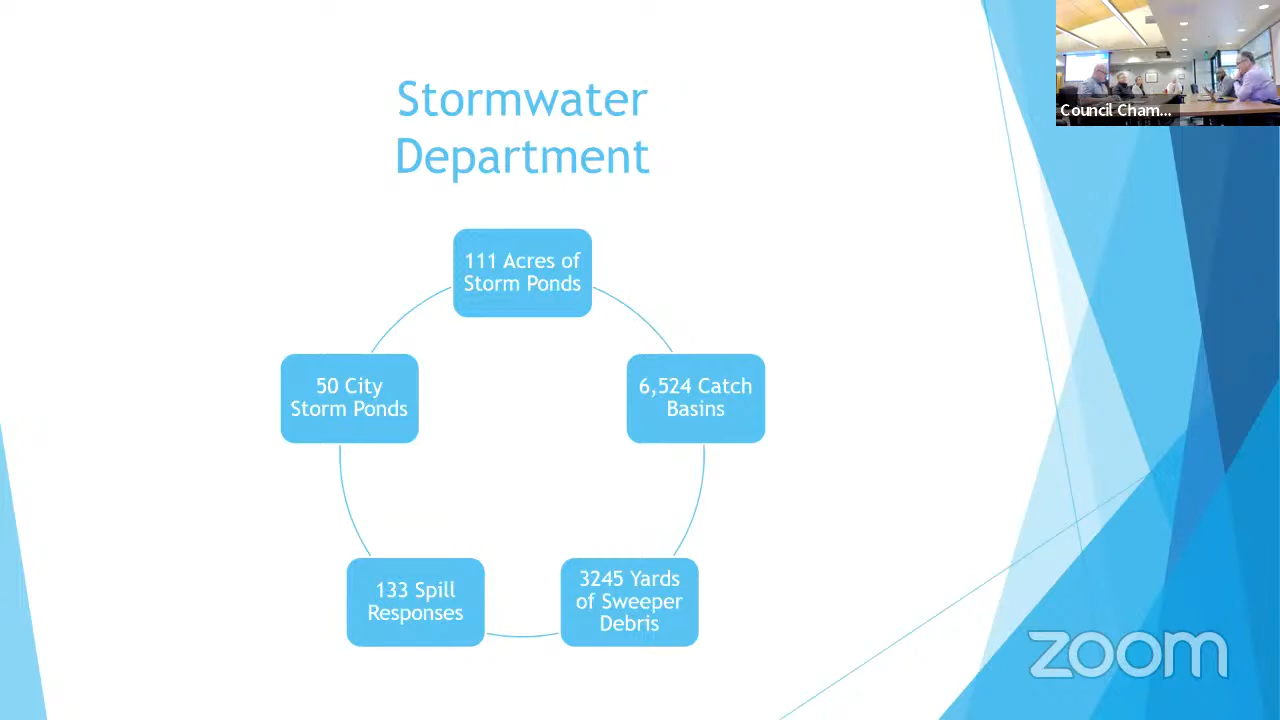 Council Cham...
Stormwater
Department
111 Acres of
Storm Ponds
6,524 Catch
Basins
3245 Yards
of Sweeper
Debris
133 Spill
Responses
50 City
Storm Ponds
zoom